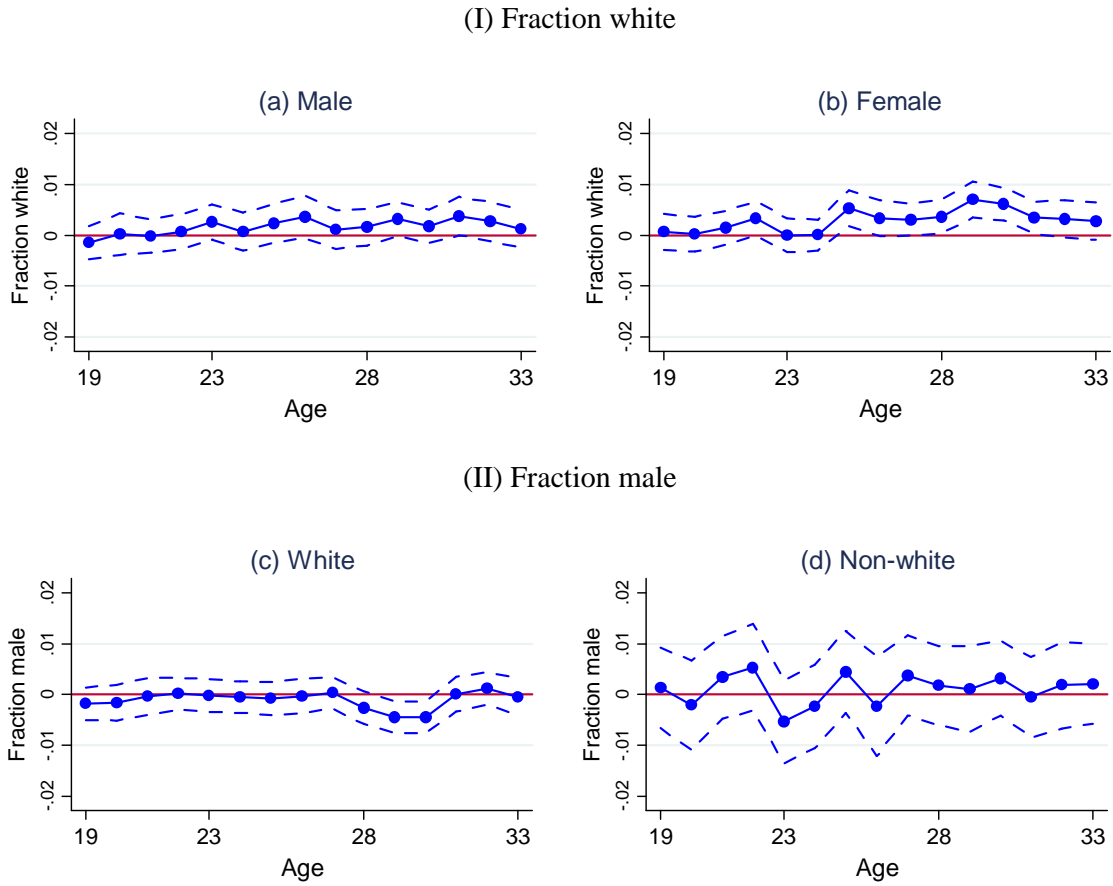 (I) Fraction white
(a) Male
Fraction white
.02
.01
0
-.01
-.02
19
23
28
33
Age
(b) Female
Fraction white
.02
.01
0
-.01
-.02
19
23
28
33
Age
(II) Fraction male
(c) White
Fraction male
.02
.01
0
-.01
-.02
19
23
28
33
Age
(d) Non-white
Fraction male
.02
.01
0
-.01
-.02
19
23
28
33
Age